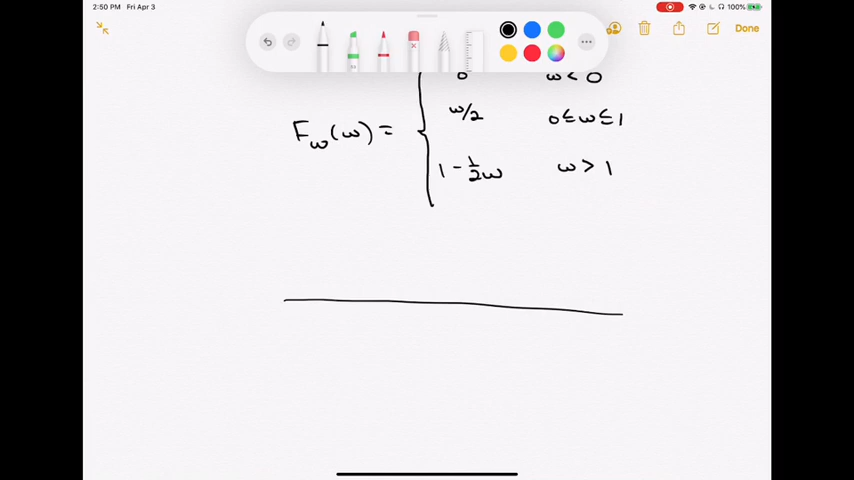 2:50 PM Fri Apr 3
100%
Done
0 ω < 0
F_ω(ω) = ω/2 0 ≤ ω ≤ 1
1 - 1/2ω ω > 1